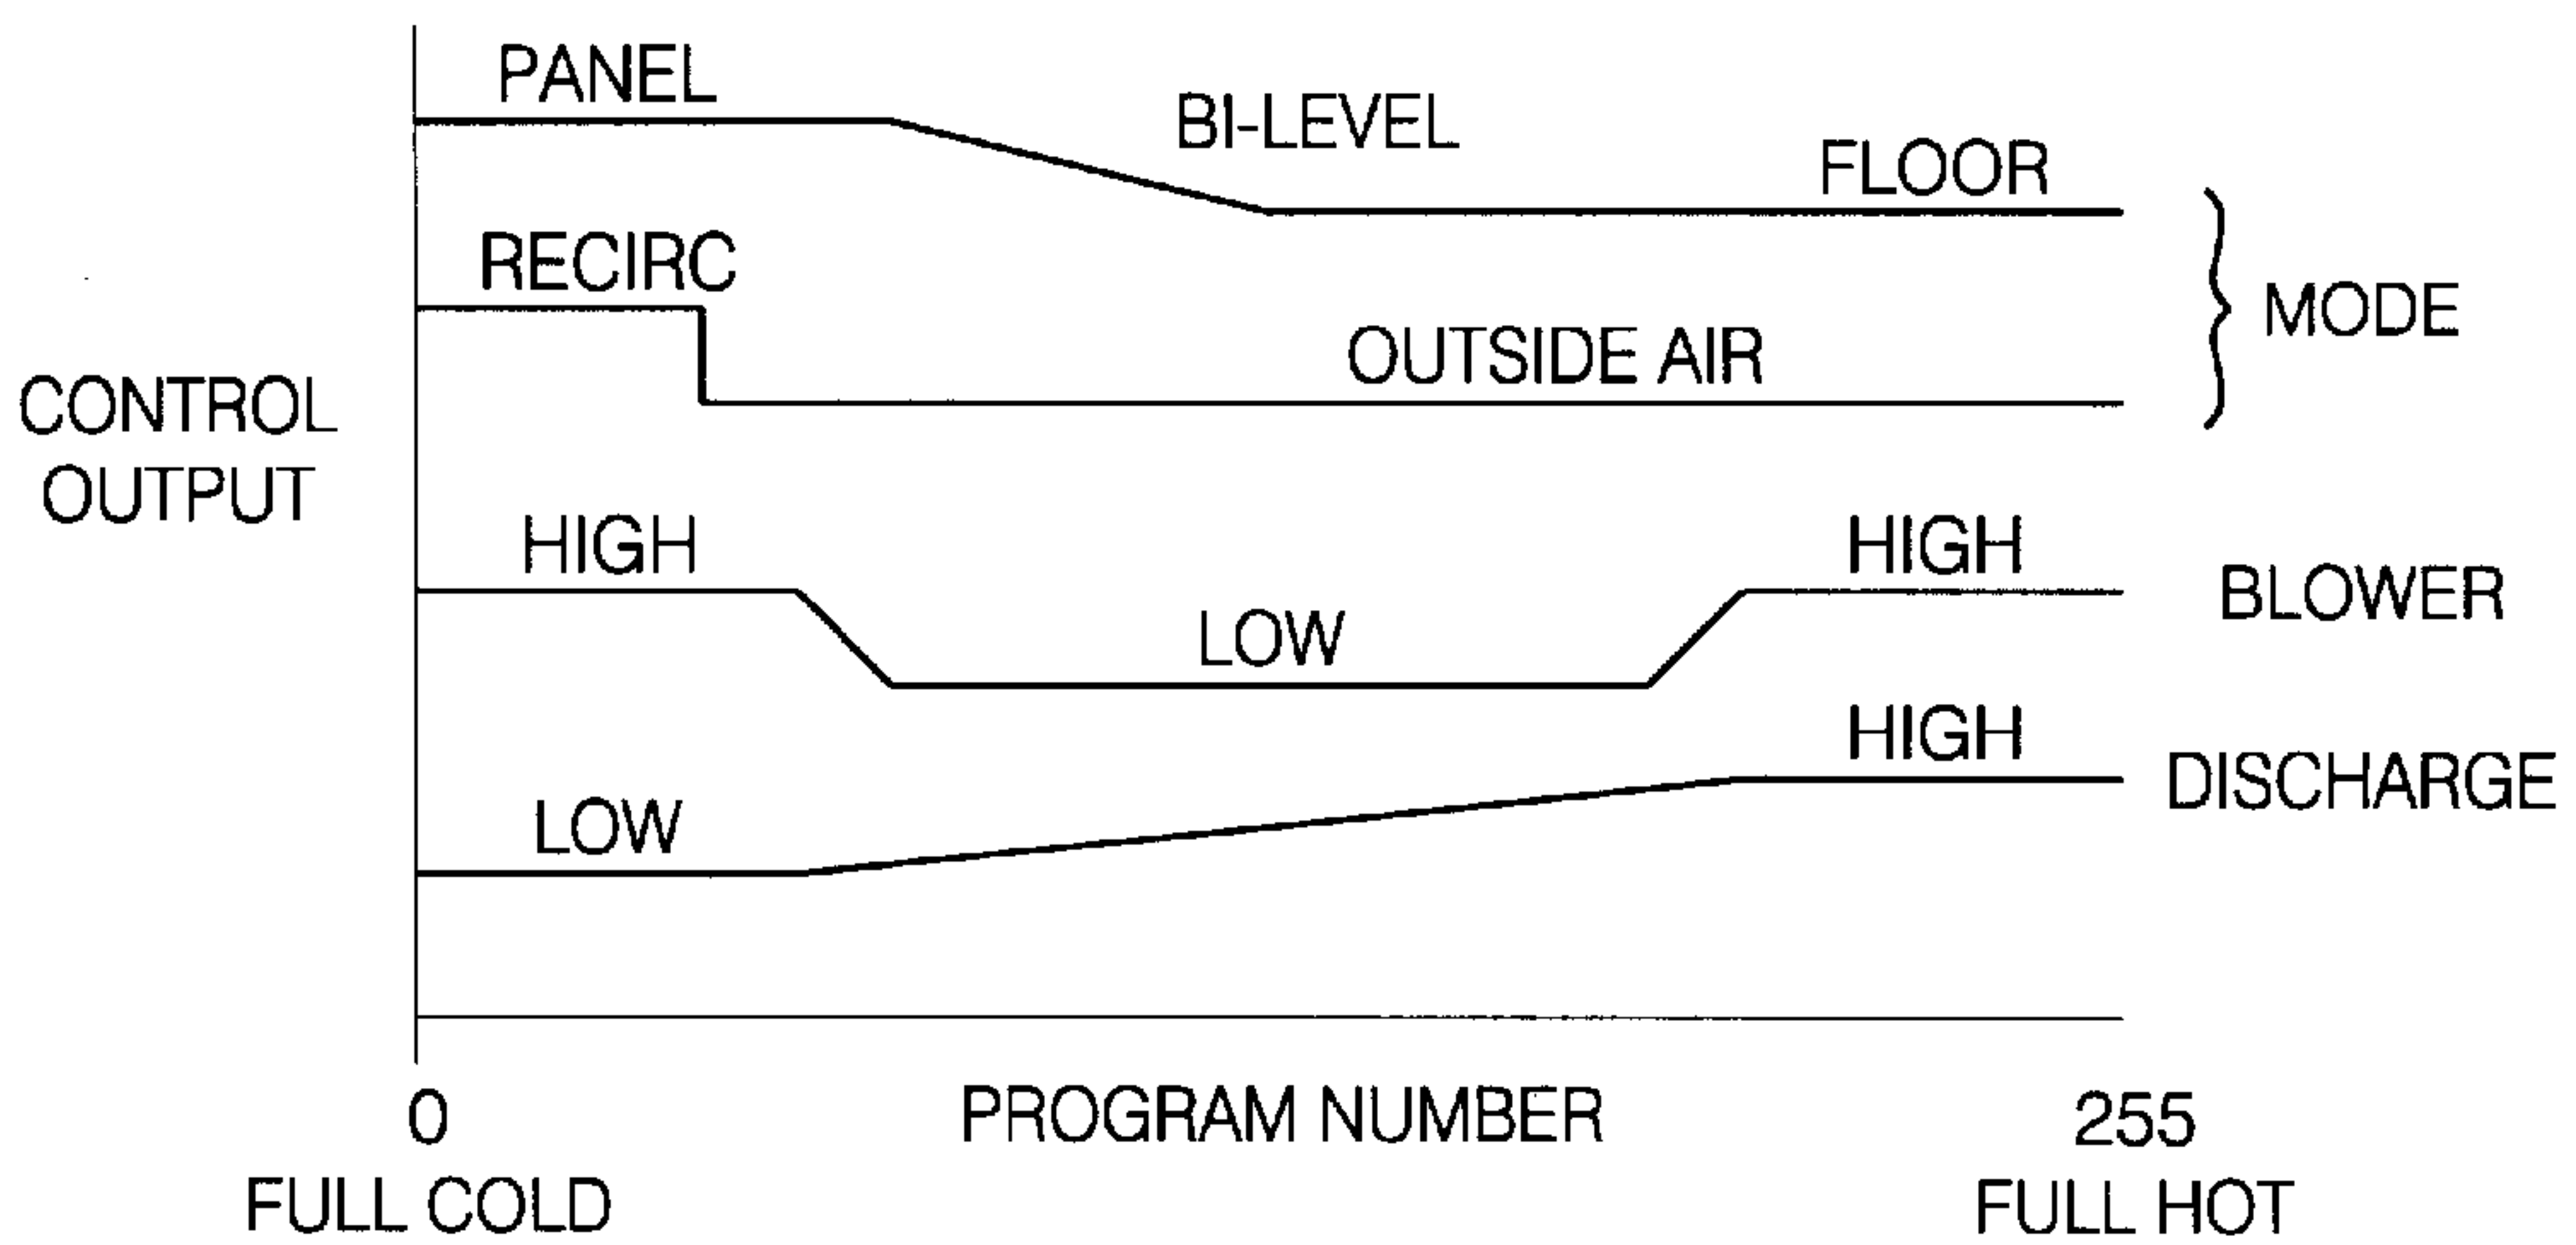 PANEL
BI-LEVEL
FLOOR
RECIRC
MODE
OUTSIDE AIR
CONTROL
OUTPUT
HIGH
HIGH
BLOWER
LOW
HIGH
DISCHARGE
LOW
0
PROGRAM NUMBER
255
FULL COLD
FULL HOT